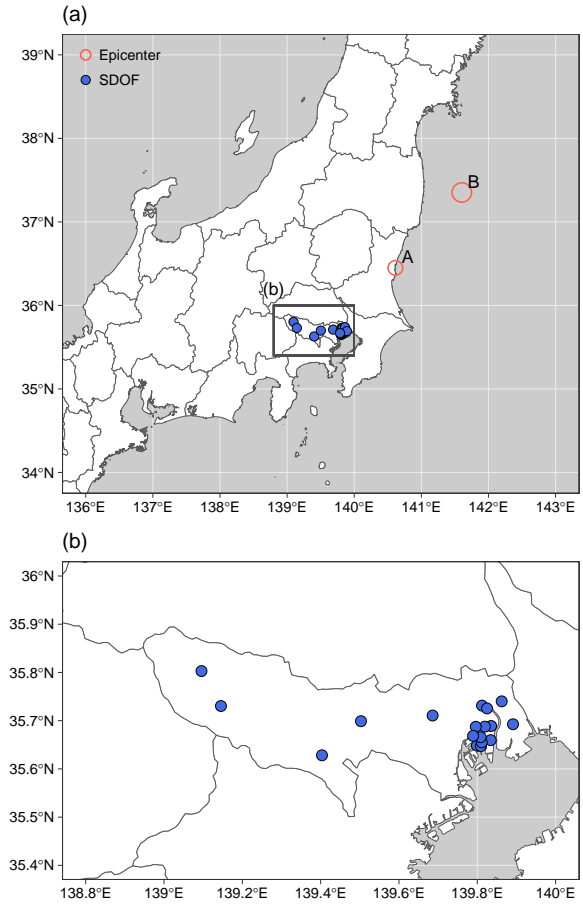 (a)
39°N
Epicenter
SDOF
38°N
B
37°N
A
(b)
36°N
35°N
34°N
136°E 137°E 138°E 139°E 140°E 141°E 142°E 143°E
(b)
36°N
35.9°N
35.8°N
35.7°N
35.6°N
35.5°N
35.4°N
138.8°E 139°E 139.2°E 139.4°E 139.6°E 139.8°E 140°E